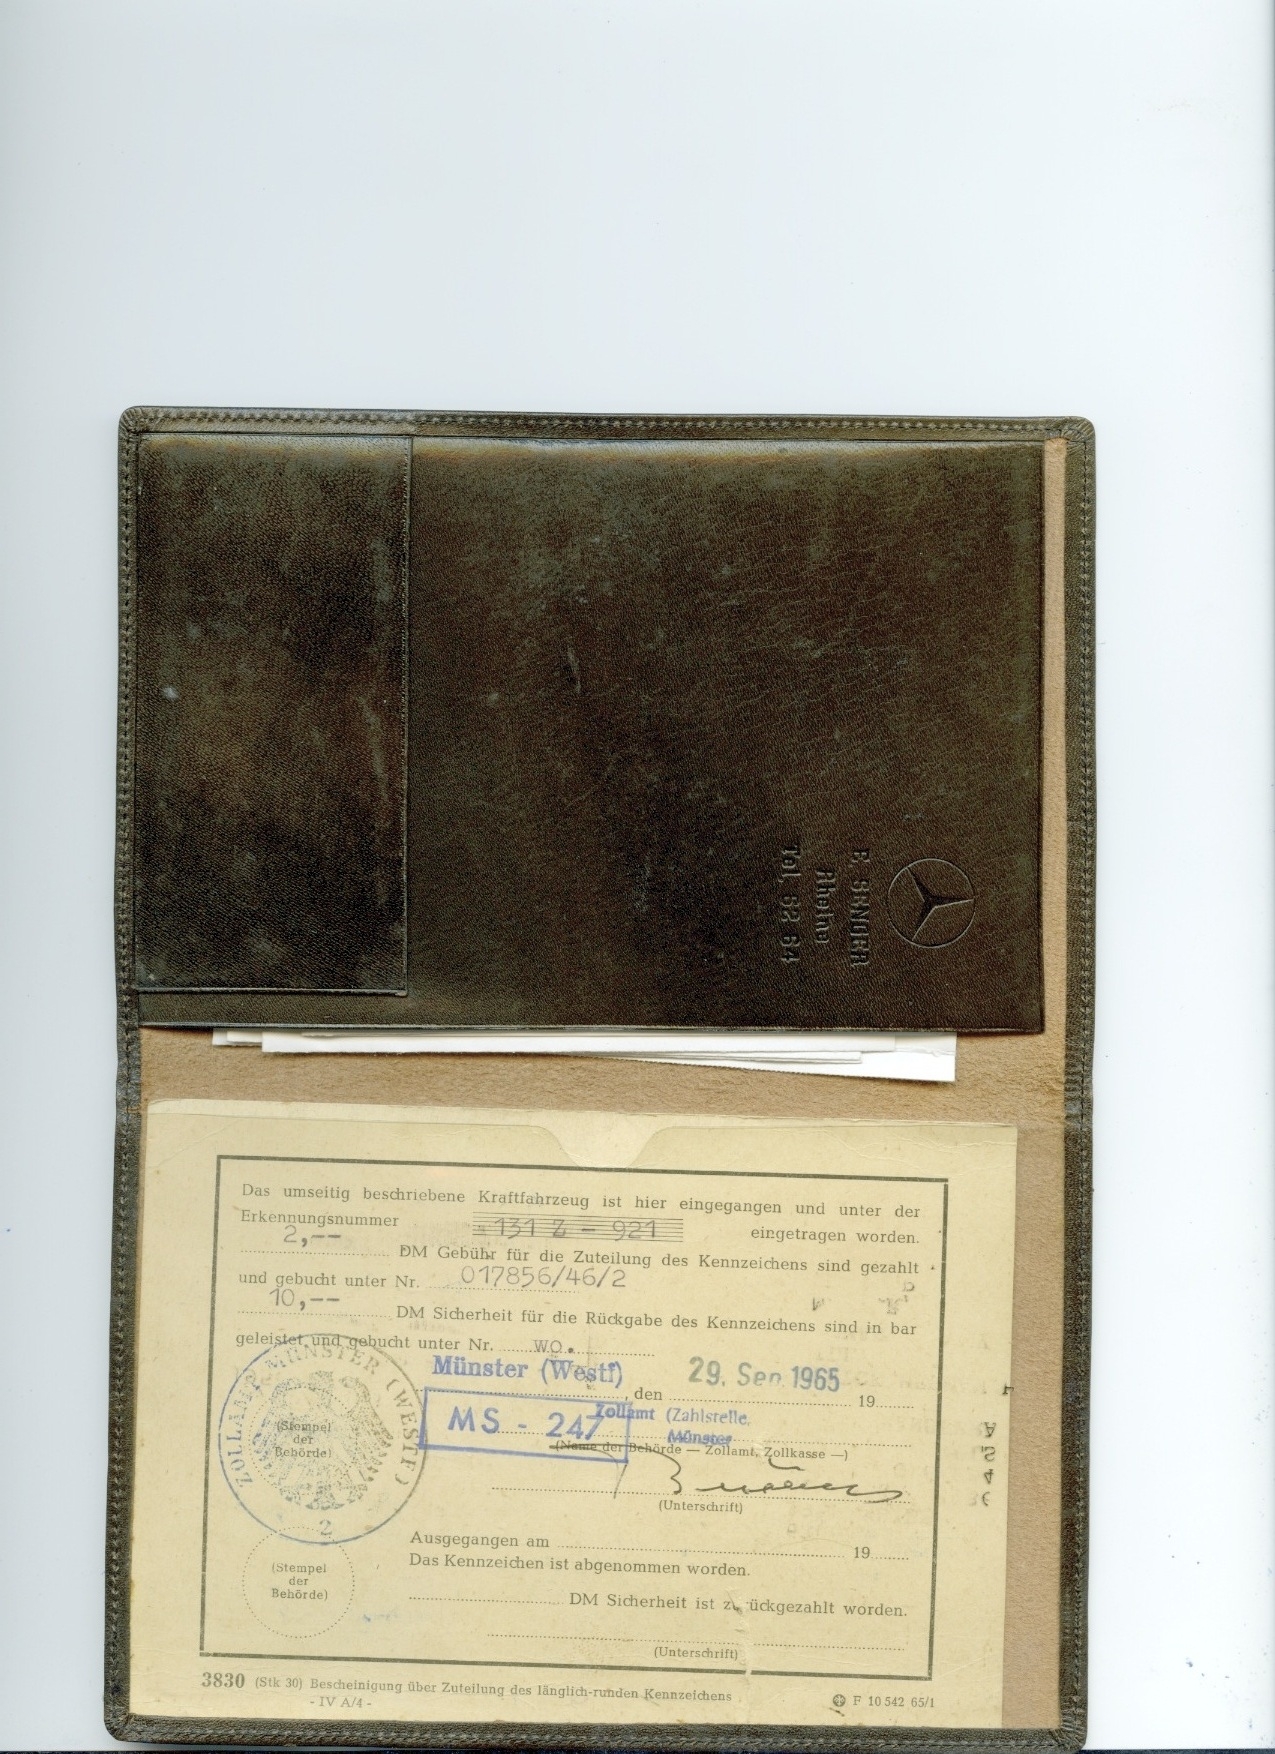 E. SENGER
Rheine
Tel. 52 64
Das umseitig beschriebene Kraftfahrzeug ist hier eingegangen und unter der
Erkennungsnummer 131 Z - 921 eingetragen worden.
2,-- DM Gebühr für die Zuteilung des Kennzeichens sind gezahlt
und gebucht unter Nr. 017856/46/2
10,-- DM Sicherheit für die Rückgabe des Kennzeichens sind in bar
geleistet und gebucht unter Nr. W.O.
Münster (Westf), den 29. Sep. 1965 19
MS - 247
Zollamt (Zahlstelle,
Münster
(Name der Behörde — Zollamt, Zollkasse —)
ZOLLAMT MÜNSTER (WESTF)
2
(Stempel
der
Behörde)
(Unterschrift)
Ausgegangen am 19
Das Kennzeichen ist abgenommen worden.
(Stempel
der
Behörde)
DM Sicherheit ist zurückgezahlt worden.
(Unterschrift)
3830 (Stk 30) Bescheinigung über Zuteilung des länglich-runden Kennzeichens
- IV A/4 -
F 10 542 65/1